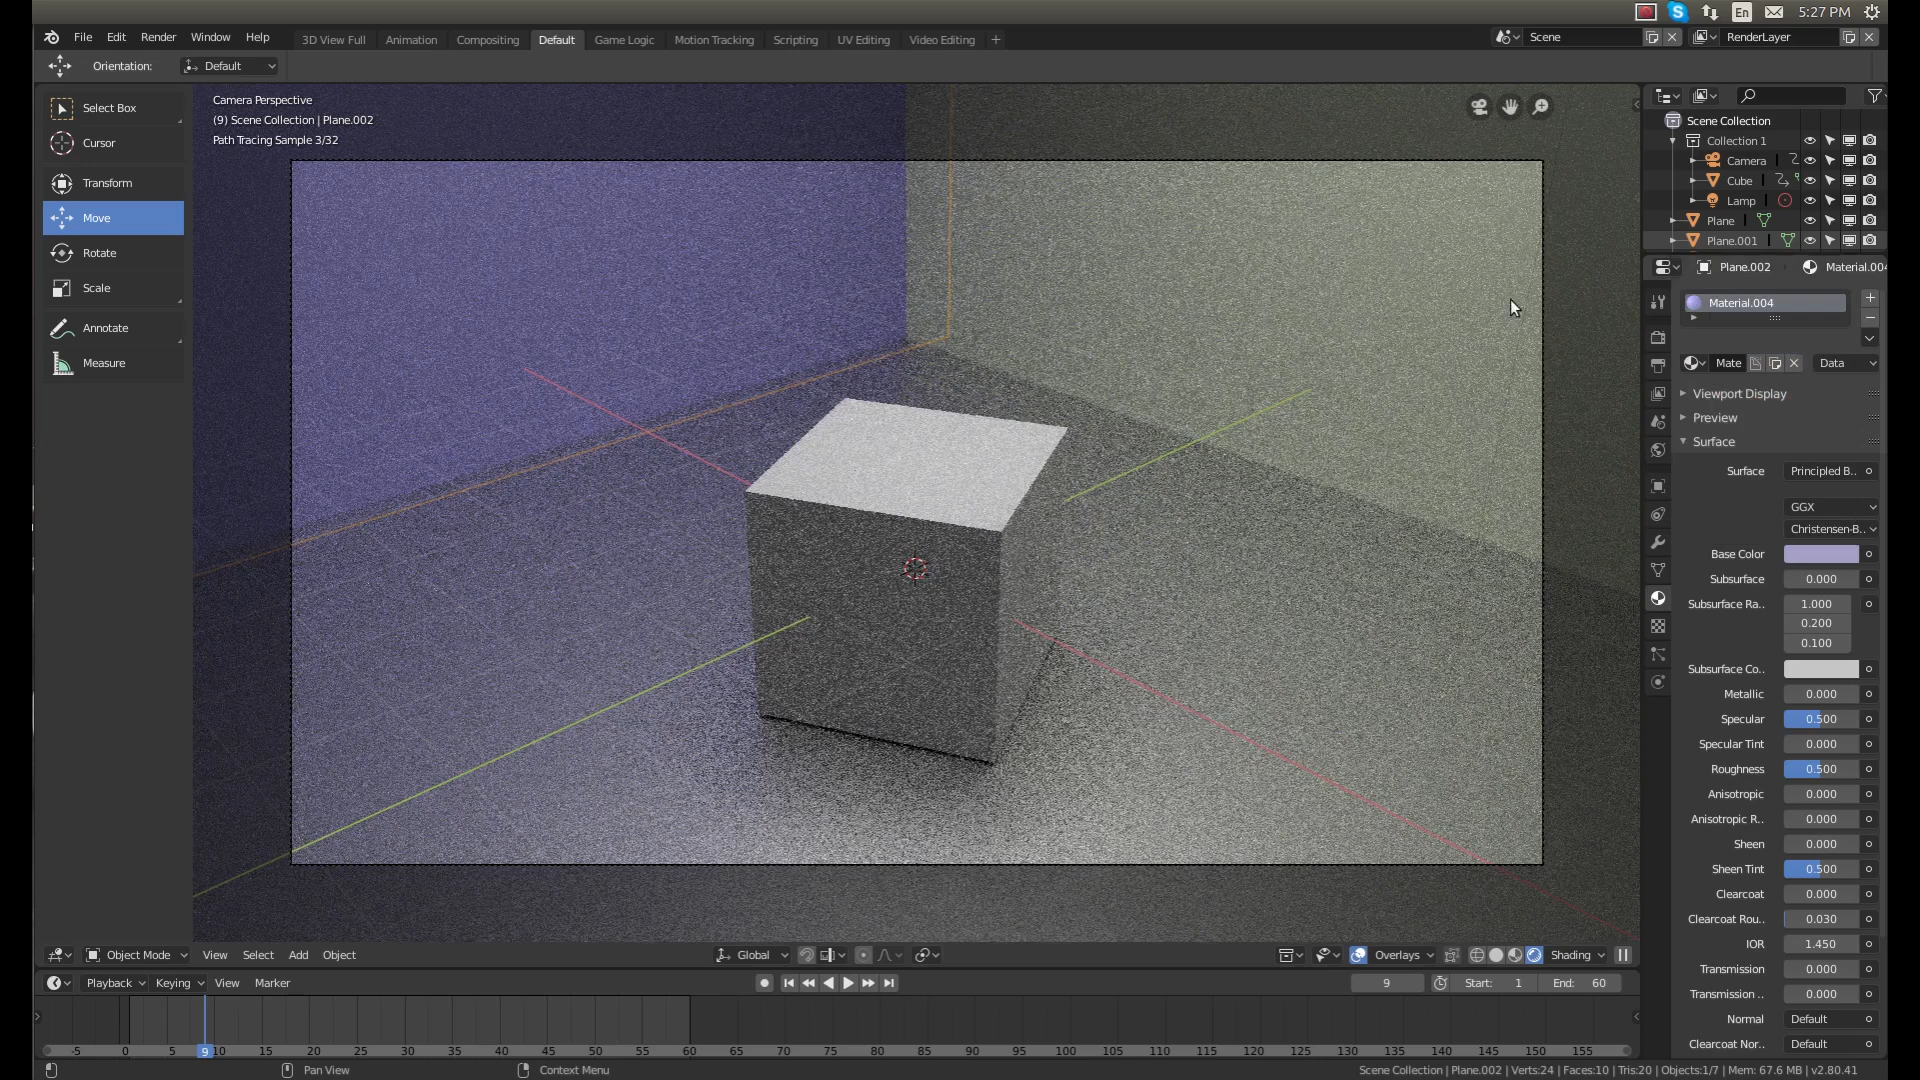 En 5:27 PM
File Edit Render Window Help 3D View Full Animation Compositing Default Game Logic Motion Tracking Scripting UV Editing Video Editing + Scene RenderLayer
Orientation: Default
Select Box
Cursor
Transform
Move
Rotate
Scale
Annotate
Measure
Camera Perspective
(9) Scene Collection | Plane.002
Path Tracing Sample 3/32
Scene Collection
Collection 1
Camera
Cube
Lamp
Plane
Plane.001
Plane.002 Material.004
Material.004
Mate Data
Viewport Display
Preview
Surface
Surface Principled B..
GGX
Christensen-B..
Base Color
Subsurface 0.000
Subsurface Ra.. 1.000
0.200
0.100
Subsurface Co..
Metallic 0.000
Specular 0.500
Specular Tint 0.000
Roughness 0.500
Anisotropic 0.000
Anisotropic R.. 0.000
Sheen 0.000
Sheen Tint 0.500
Clearcoat 0.000
Clearcoat Rou.. 0.030
IOR 1.450
Transmission 0.000
Transmission .. 0.000
Normal Default
Clearcoat Nor.. Default
Object Mode View Select Add Object Global Overlays Shading
Playback Keying View Marker 9 Start: 1 End: 60
-5 0 5 9 10 15 20 25 30 35 40 45 50 55 60 65 70 75 80 85 90 95 100 105 110 115 120 125 130 135 140 145 150 155
Pan View Context Menu Scene Collection | Plane.002 | Verts:24 | Faces:10 | Tris:20 | Objects:1/7 | Mem: 67.6 MB | v2.80.41